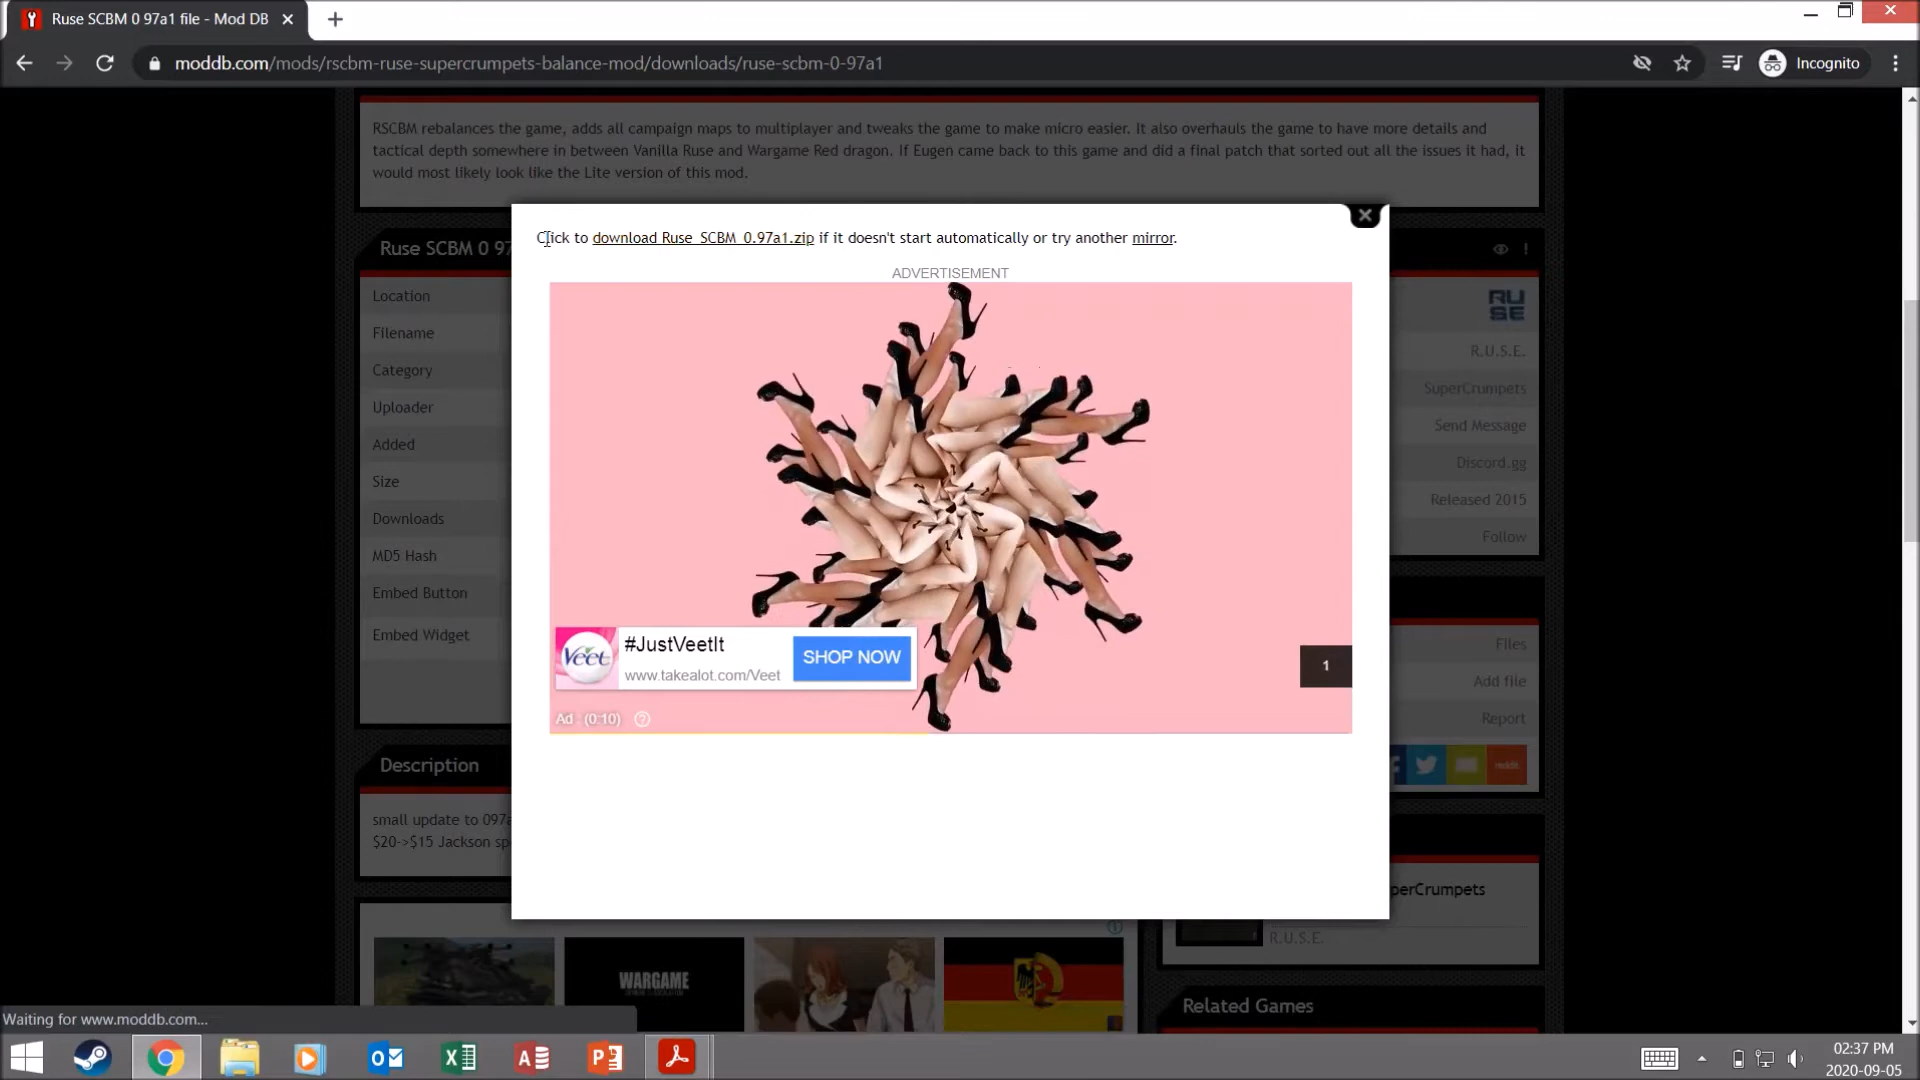 Ruse SCBM 0 97a1 file - Mod DB
moddb.com/mods/rscbm-ruse-supercrumpets-balance-mod/downloads/ruse-scbm-0-97a1
Incognito
RSCBM rebalances the game, adds all campaign maps to multiplayer and tweaks the game to make micro easier. It also overhauls the game to have more details and
tactical depth somewhere in between Vanilla Ruse and Wargame Red dragon. If Eugen came back to this game and did a final patch that sorted out all the issues it had, it
would most likely look like the Lite version of this mod.
Click to download Ruse_SCBM_0.97a1.zip if it doesn't start automatically or try another mirror.
ADVERTISEMENT
Ruse SCBM 0 97
Location
Filename
Category
Uploader
Added
Size
Downloads
MD5 Hash
Embed Button
Embed Widget
RUSE
R.U.S.E.
SuperCrumpets
Send Message
Discord.gg
Released 2015
Follow
Files
Add file
Report
reddit
Veet
#JustVeetIt
www.takealot.com/Veet
SHOP NOW
1
Ad · (0:10)
Description
small update to 097a
$20->$15 Jackson sp
perCrumpets
R.U.S.E.
WARGAME
Related Games
Waiting for www.moddb.com...
02:37 PM
2020-09-05